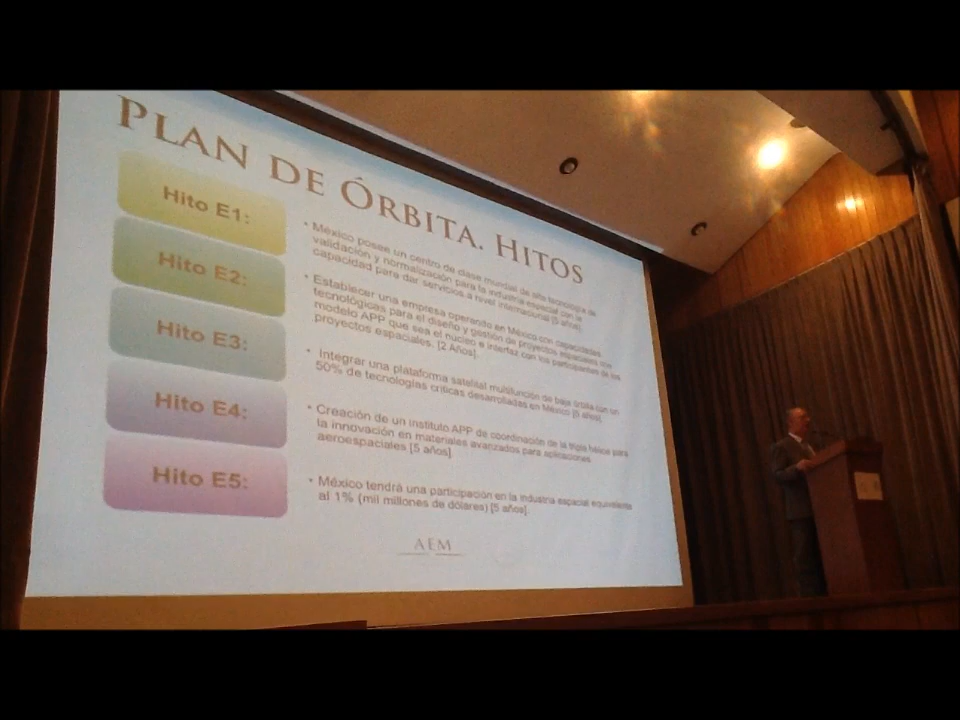 PLAN DE ÓRBITA. HITOS
Hito E1:
• México posee un centro de clase mundial de alta tecnología de
validación y normalización para la industria espacial con la
capacidad para dar servicios a nivel internacional [5 años].
Hito E2:
• Establecer una empresa operando en México con capacidades
tecnológicas para el diseño y gestión de proyectos espaciales
modelo APP que sea el núcleo e interfaz con los participantes de los
proyectos espaciales. [2 Años].
Hito E3:
• Integrar una plataforma satelital multifunción de baja órbita con un
50% de tecnologías críticas desarrolladas en México [5 años].
Hito E4:
• Creación de un instituto APP de coordinación de la triple hélice para
la innovación en materiales avanzados para aplicaciones
aeroespaciales [5 años]
Hito E5:
• México tendrá una participación en la industria espacial equivalente
al 1% (mil millones de dólares) [5 años].
AEM